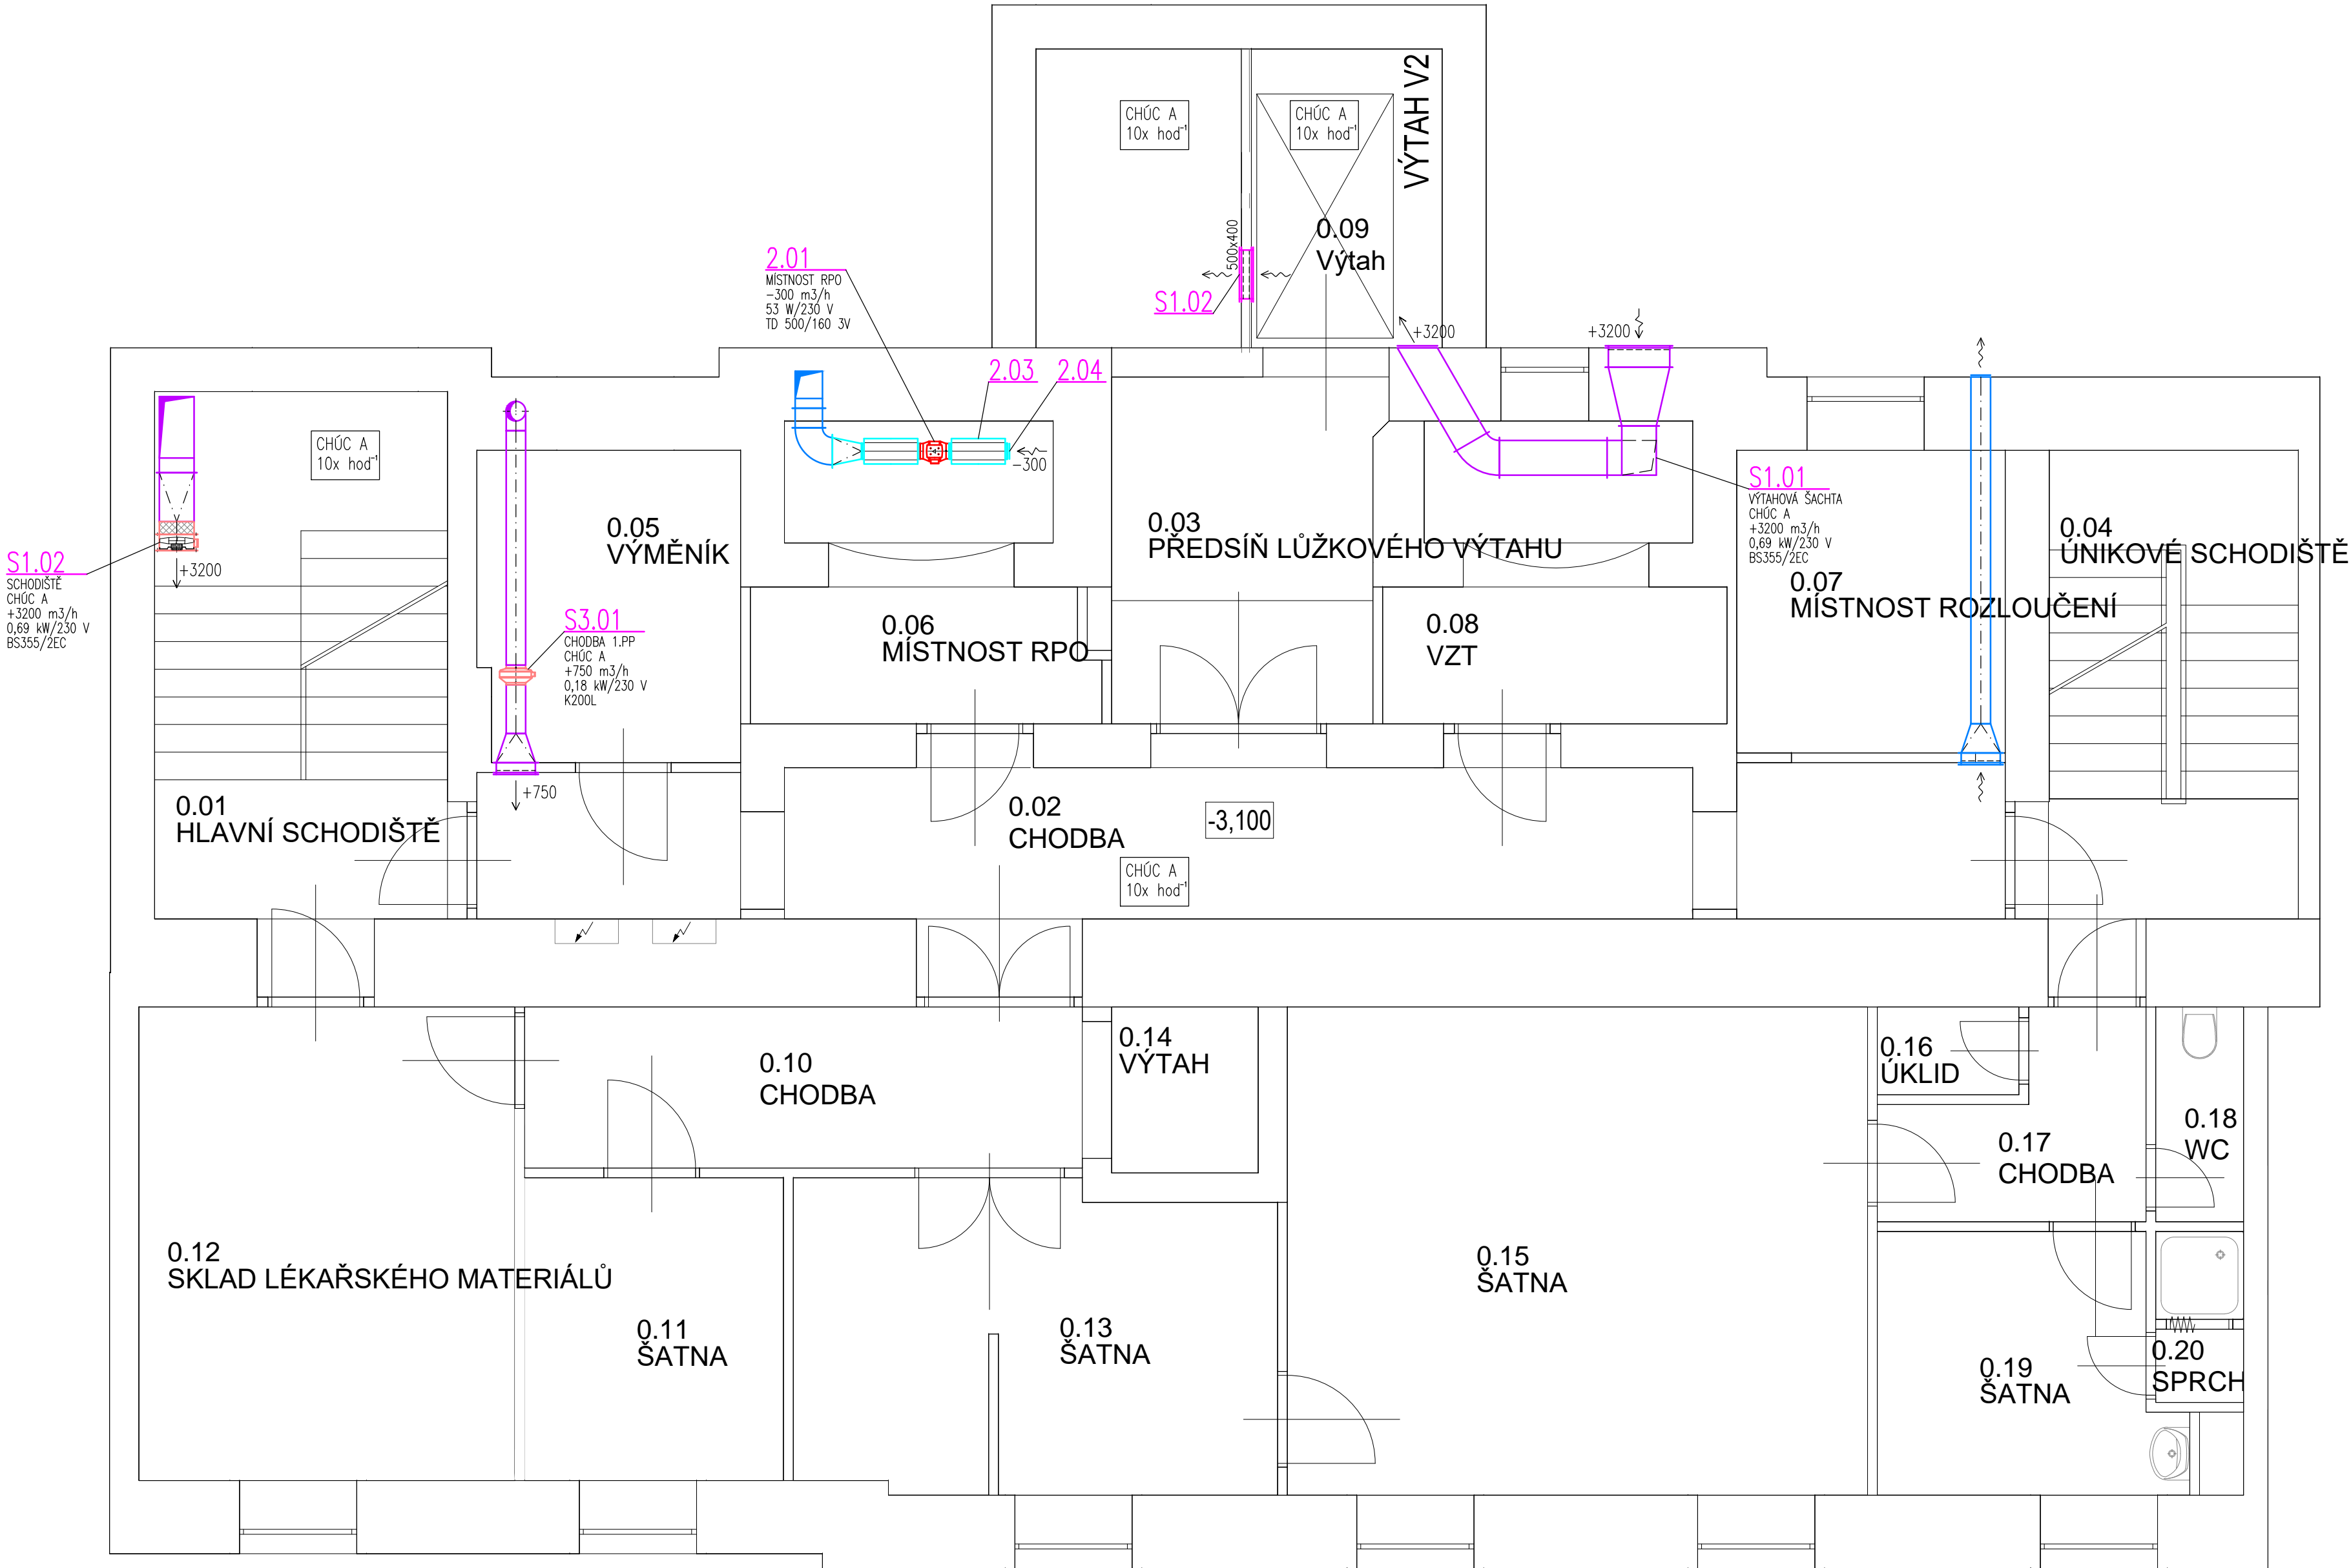 CHÚC A
10x hod⁻¹
CHÚC A
10x hod⁻¹
VÝTAH V2
500x400
0.09
Výtah
S1.02
2.01
MÍSTNOST RPO
-300 m3/h
53 W/230 V
TD 500/160 3V
2.03
2.04
-300
+3200
+3200
CHÚC A
10x hod⁻¹
S1.02
SCHODIŠTĚ
CHÚC A
+3200 m3/h
0,69 kW/230 V
BS355/2EC
+3200
0.05
VÝMĚNÍK
S3.01
CHODBA 1.PP
CHÚC A
+750 m3/h
0,18 kW/230 V
K200L
+750
0.03
PŘEDSÍŇ LŮŽKOVÉHO VÝTAHU
S1.01
VÝTAHOVÁ ŠACHTA
CHÚC A
+3200 m3/h
0,69 kW/230 V
BS355/2EC
0.04
ÚNIKOVÉ SCHODIŠTĚ
0.07
MÍSTNOST ROZLOUČENÍ
0.06
MÍSTNOST RPO
0.08
VZT
0.01
HLAVNÍ SCHODIŠTĚ
0.02
CHODBA
-3,100
CHÚC A
10x hod⁻¹
0.10
CHODBA
0.14
VÝTAH
0.16
ÚKLID
0.18
WC
0.17
CHODBA
0.12
SKLAD LÉKAŘSKÉHO MATERIÁLŮ
0.11
ŠATNA
0.13
ŠATNA
0.15
ŠATNA
0.19
ŠATNA
0.20
SPRCH